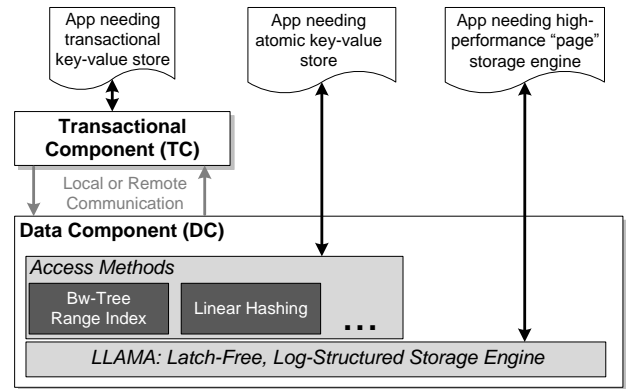 App needing
transactional
key-value store
App needing
atomic key-value
store
App needing high-
performance “page”
storage engine
Transactional
Component (TC)
Local or Remote
Communication
Data Component (DC)
Access Methods
Bw-Tree
Range Index
Linear Hashing
...
LLAMA: Latch-Free, Log-Structured Storage Engine